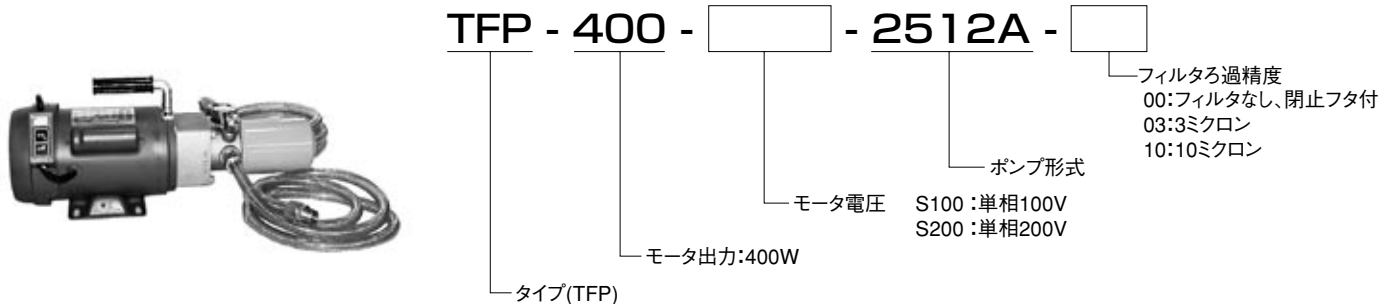 TFP - 400 - - 2512A -
フィルタろ過精度
00:フィルタなし、閉止フタ付
03:3ミクロン
10:10ミクロン
ポンプ形式
モータ電圧 S100:単相100V
S200:単相200V
モータ出力:400W
タイプ(TFP)